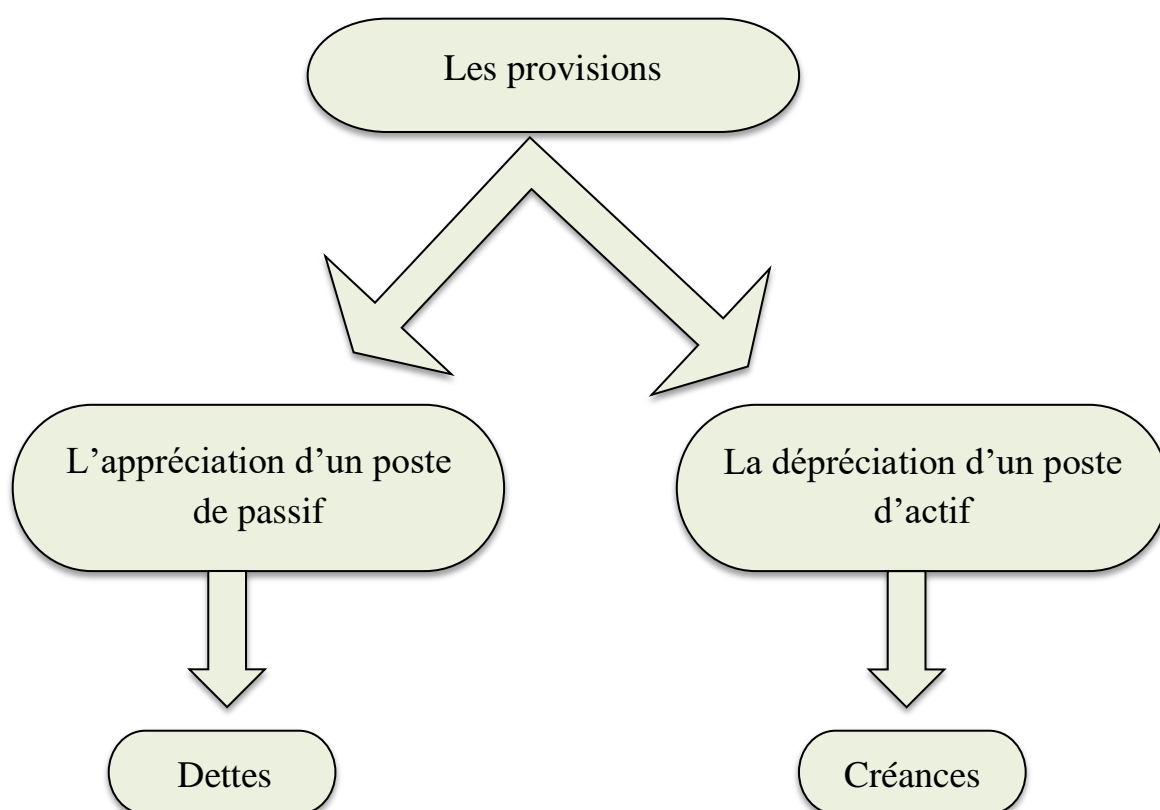 Les provisions
L’appréciation d’un poste
de passif
La dépréciation d’un poste
d’actif
Dettes
Créances